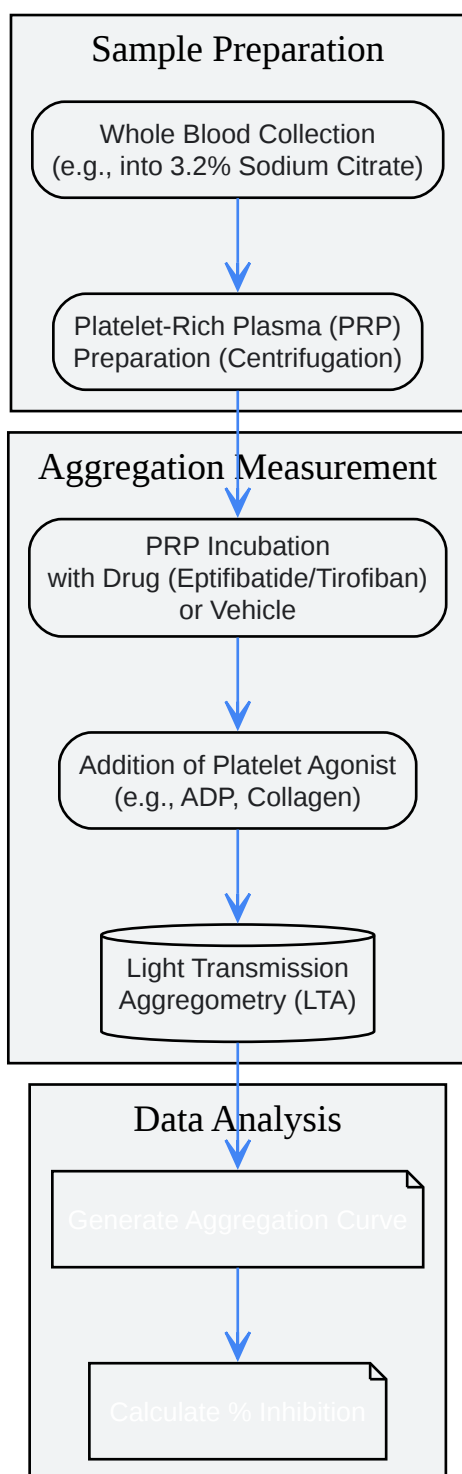 Sample Preparation
Whole Blood Collection
(e.g., into 3.2% Sodium Citrate)
Platelet-Rich Plasma (PRP)
Preparation (Centrifugation)
Aggregation Measurement
PRP Incubation
with Drug (Eptifibatide/Tirofiban)
or Vehicle
Addition of Platelet Agonist
(e.g., ADP, Collagen)
Light Transmission
Aggregometry (LTA)
Data Analysis
Generate Aggregation Curve
Calculate % Inhibition